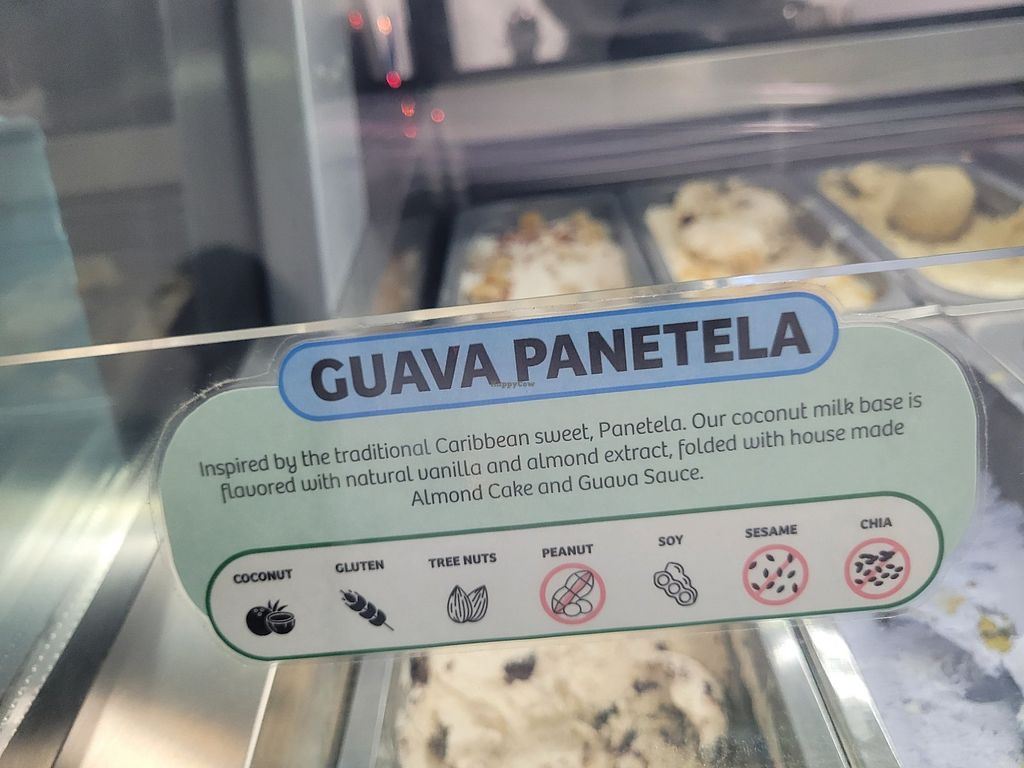 GUAVA PANETELA
HappyCow
Inspired by the traditional Caribbean sweet, Panetela. Our coconut milk base is
flavored with natural vanilla and almond extract, folded with house made
Almond Cake and Guava Sauce.
COCONUT GLUTEN TREE NUTS PEANUT SOY SESAME CHIA